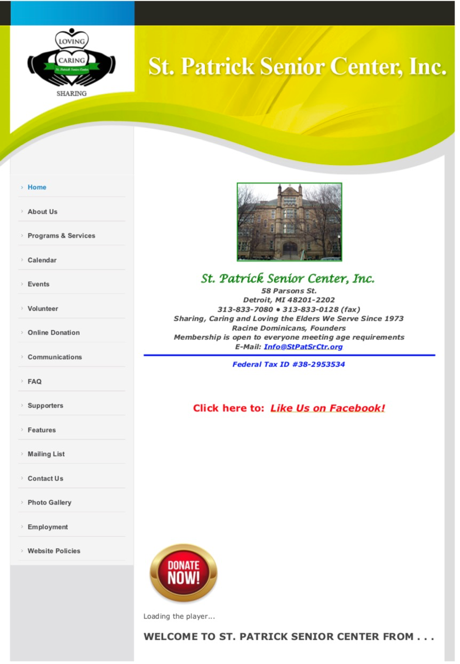 LOVING
CARING
SHARING
St. Patrick Senior Center, Inc.
Home
About Us
Programs & Services
Calendar
Events
Volunteer
Online Donation
Communications
FAQ
Supporters
Features
Mailing List
Contact Us
Photo Gallery
Employment
Website Policies
St. Patrick Senior Center, Inc.
58 Parsons St.
Detroit, MI 48201-2202
313-833-7080 • 313-833-0128 (fax)
Sharing, Caring and Loving the Elders We Serve Since 1973
Racine Dominicans, Founders
Membership is open to everyone meeting age requirements
E-Mail: Info@StPatSrCtr.org
Federal Tax ID #38-2953534
Click here to: Like Us on Facebook!
DONATE
NOW!
Loading the player...
WELCOME TO ST. PATRICK SENIOR CENTER FROM . . .